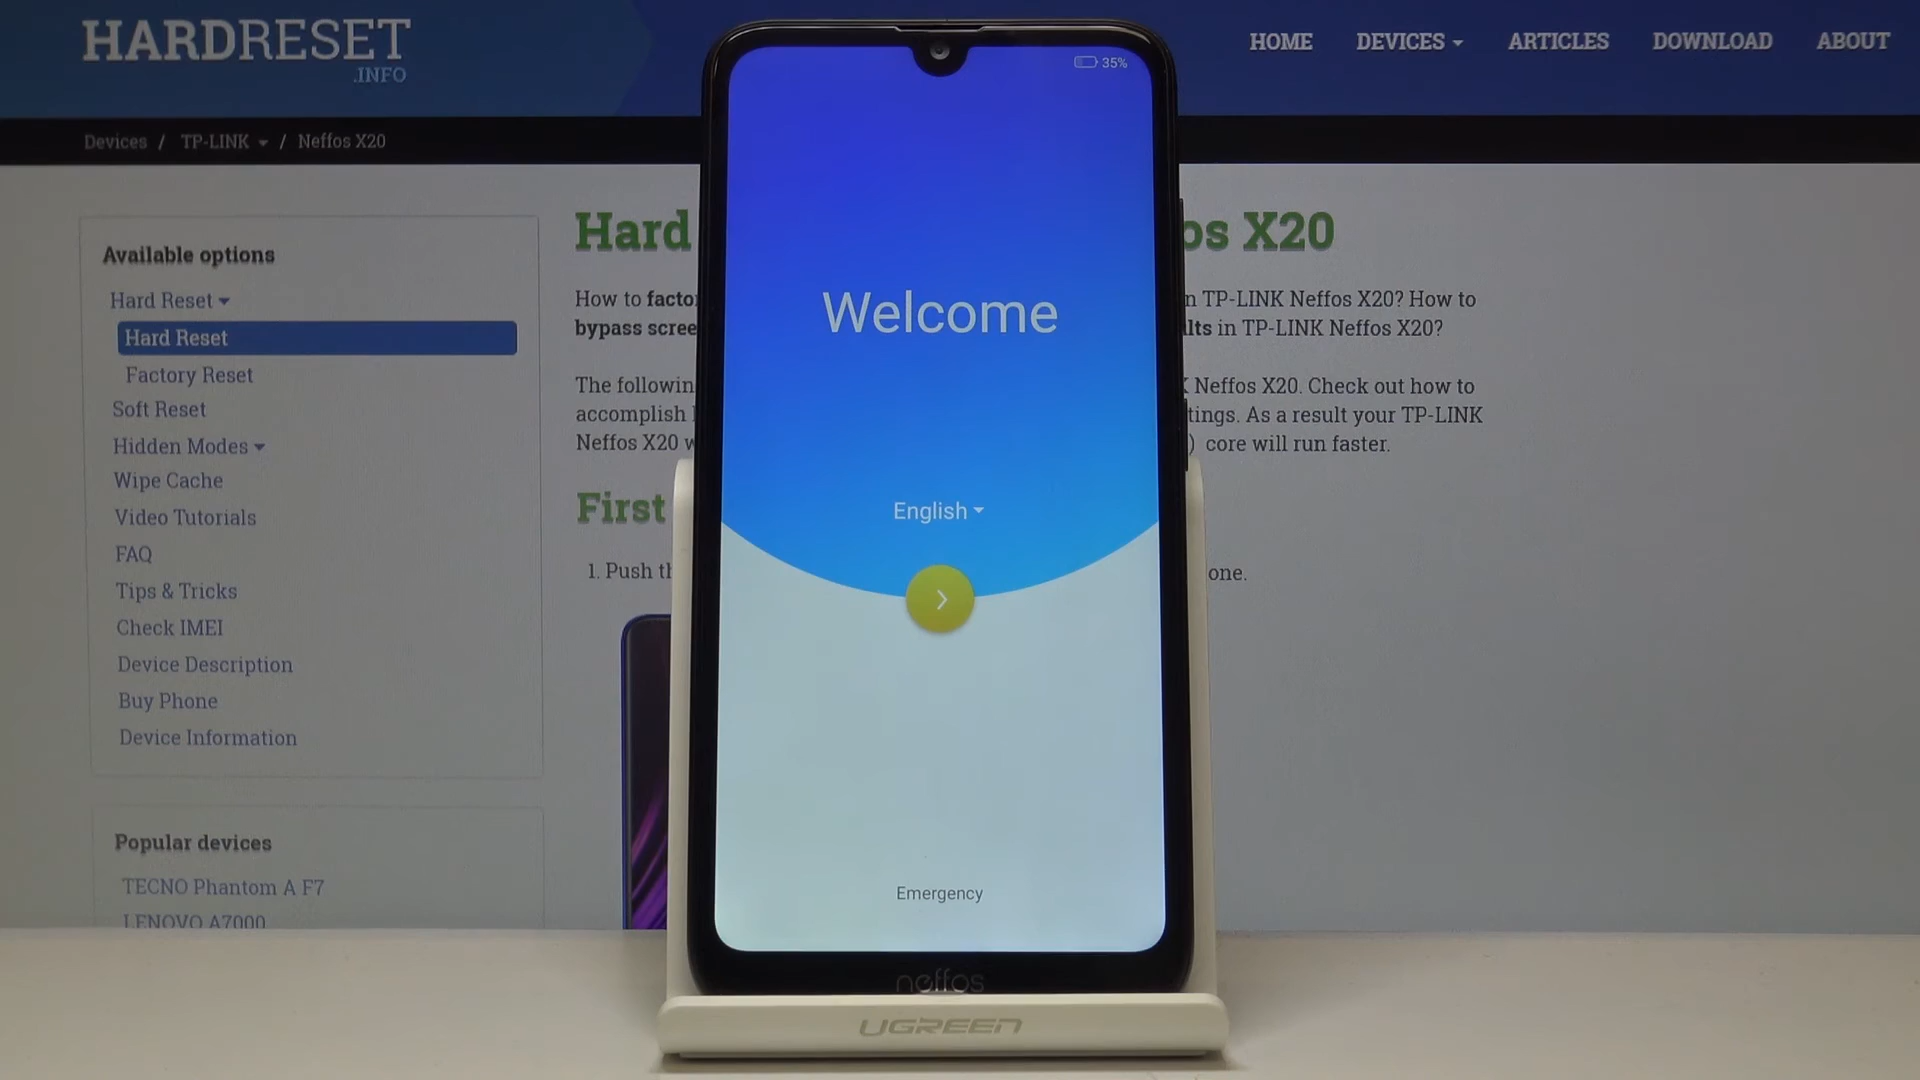 HARDRESET
.INFO
HOME DEVICES ARTICLES DOWNLOAD ABOUT
Devices / TP-LINK / Neffos X20
Available options
Hard Reset
Hard Reset
Factory Reset
Soft Reset
Hidden Modes
Wipe Cache
Video Tutorials
FAQ
Tips & Tricks
Check IMEI
Device Description
Buy Phone
Device Information
Popular devices
TECNO Phantom A F7
LENOVO A7000
Hard os X20
How to factor n TP-LINK Neffos X20? How to
bypass scree lts in TP-LINK Neffos X20?
The followin K Neffos X20. Check out how to
accomplish tings. As a result your TP-LINK
Neffos X20 w ) core will run faster.
First
1. Push th one.
35%
Welcome
English
Emergency
neffos
UGREEN